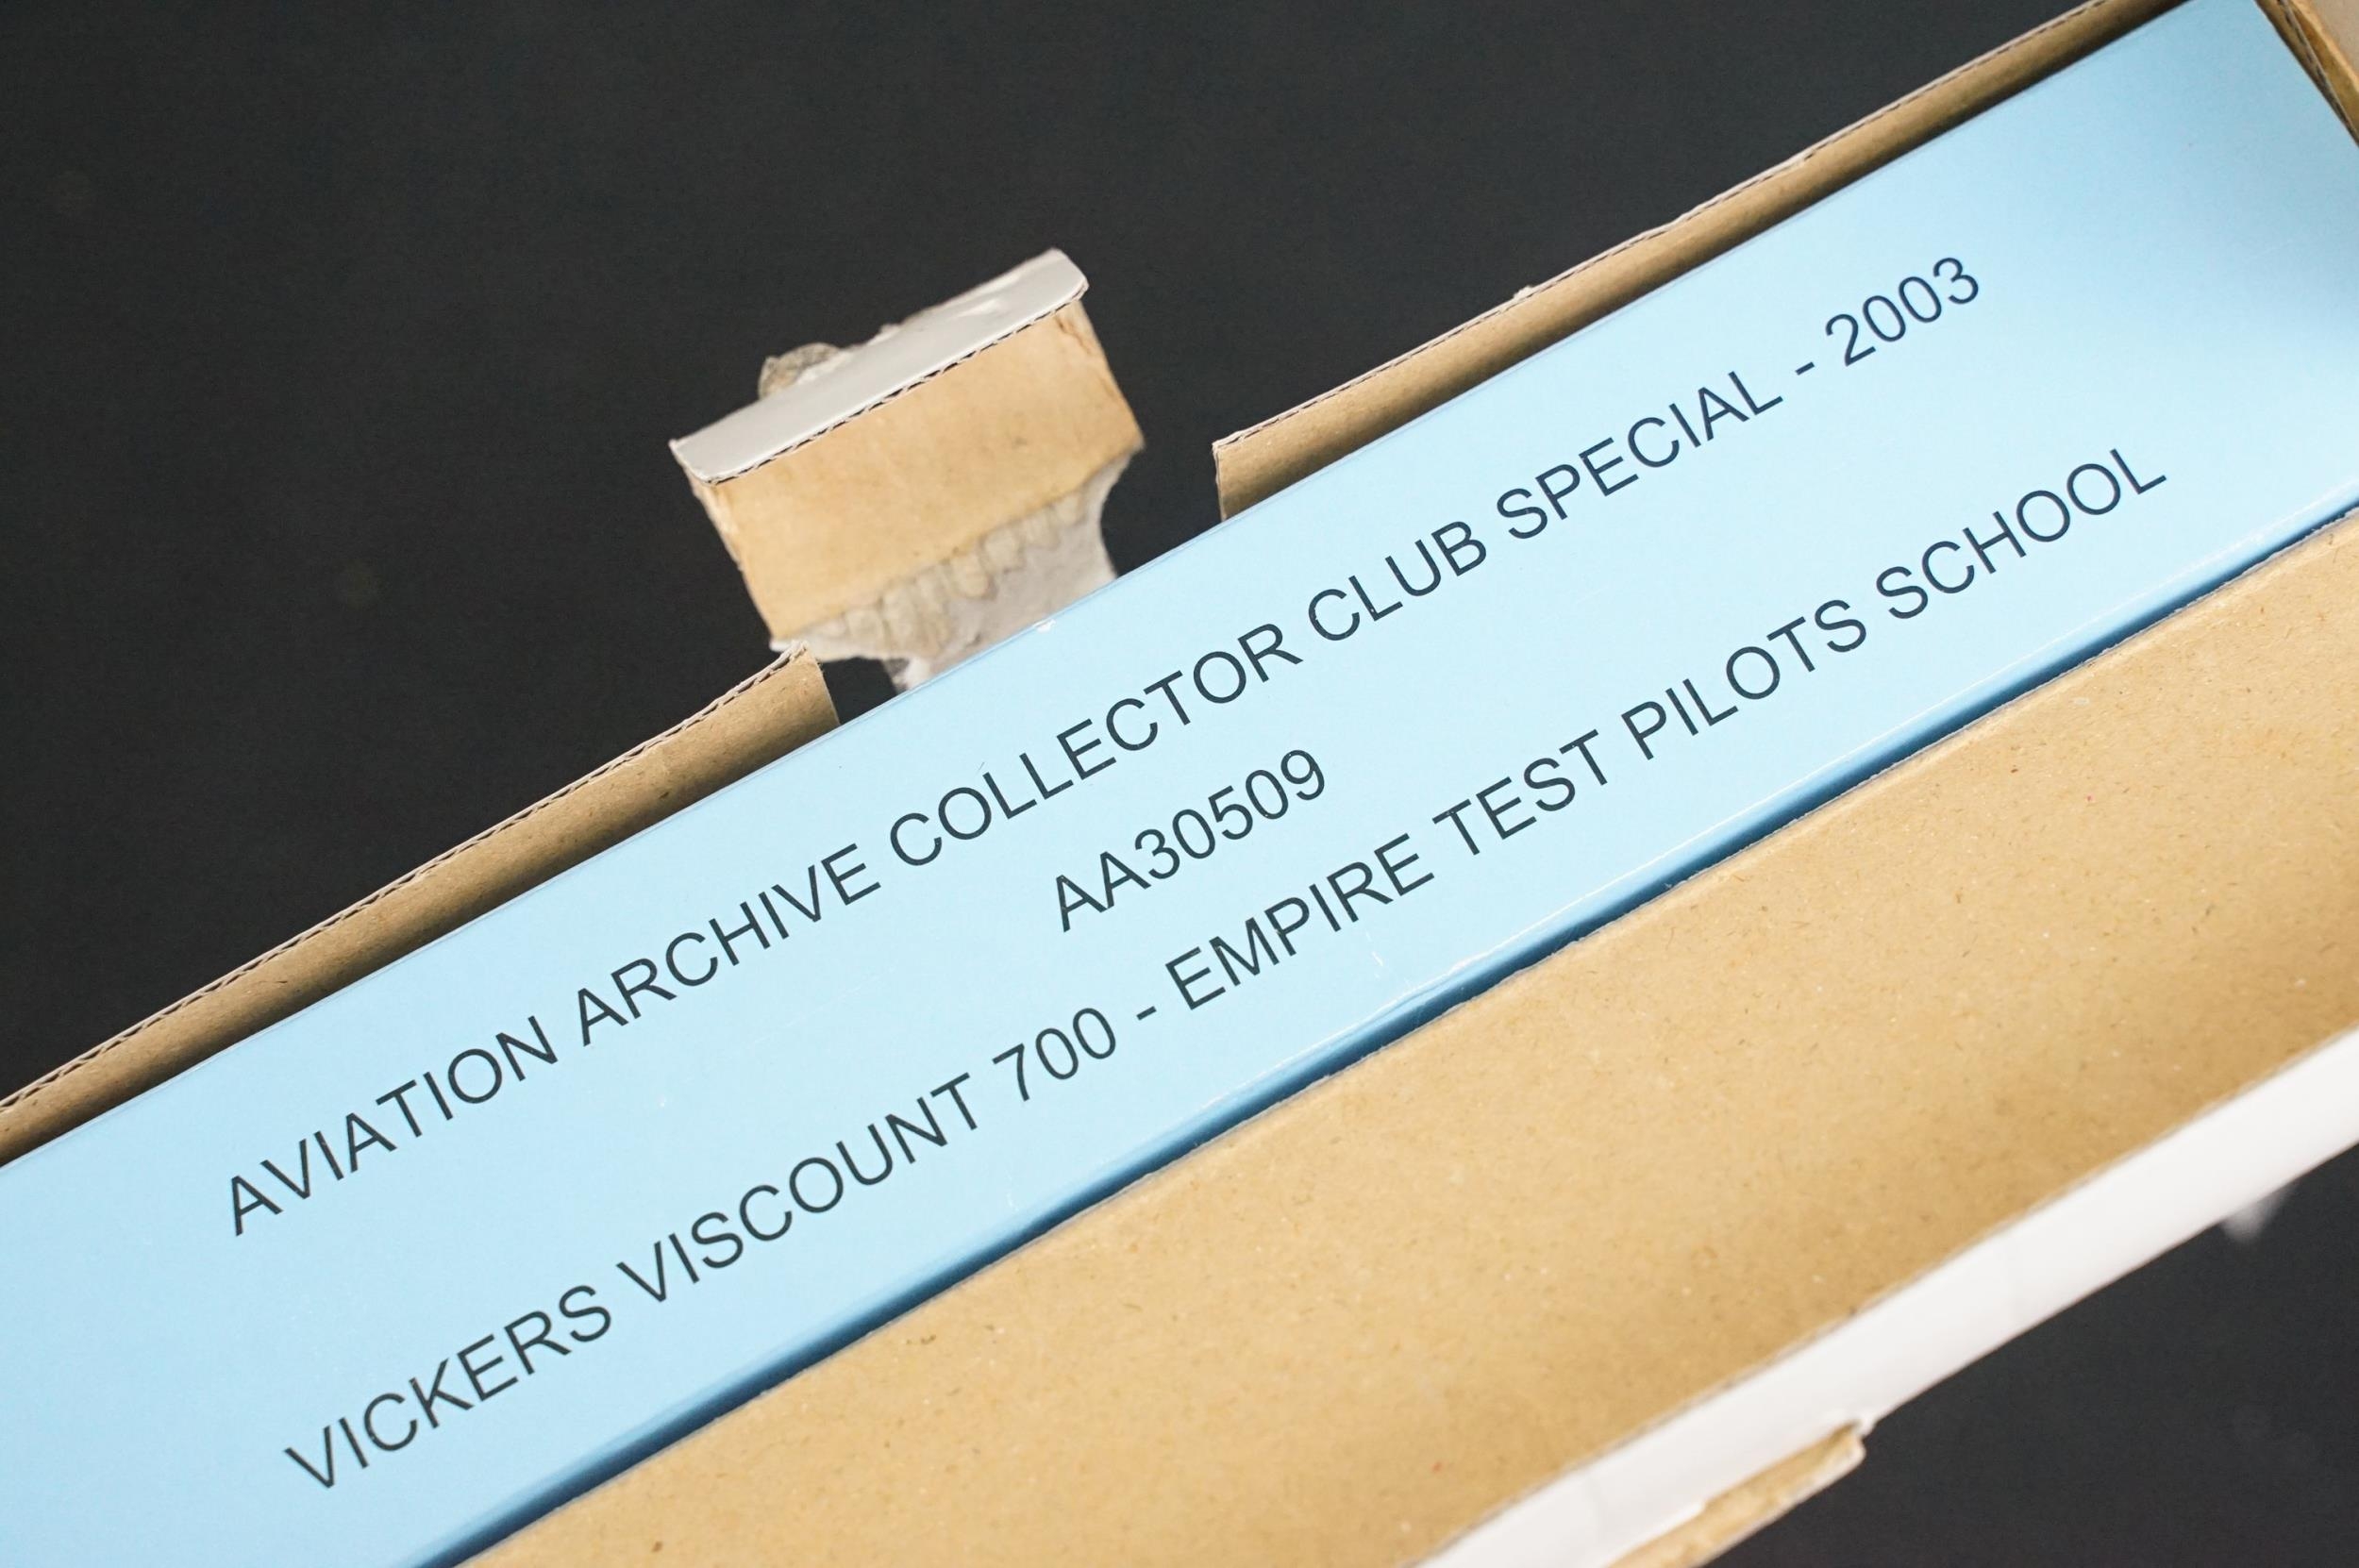 AVIATION ARCHIVE COLLECTOR CLUB SPECIAL - 2003
AA30509
VICKERS VISCOUNT 700 - EMPIRE TEST PILOTS SCHOOL